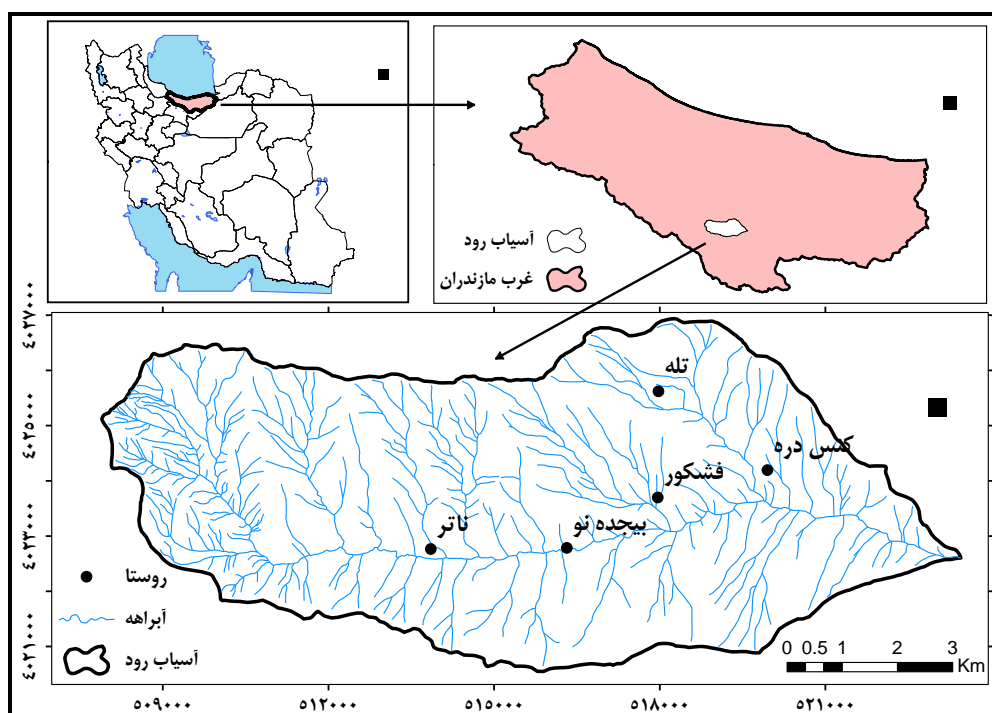 آسیاب رود
غرب مازندران
۴۰۲۷۰۰۰
۴۰۲۵۰۰۰
۴۰۲۳۰۰۰
۴۰۲۱۰۰۰
تله
کنس دره
فشکور
بیجده نو
ناتر
روستا
آبراهه
آسیاب رود
0 0.5 1 2 3
Km
۵۰۹۰۰۰ ۵۱۲۰۰۰ ۵۱۵۰۰۰ ۵۱۸۰۰۰ ۵۲۱۰۰۰